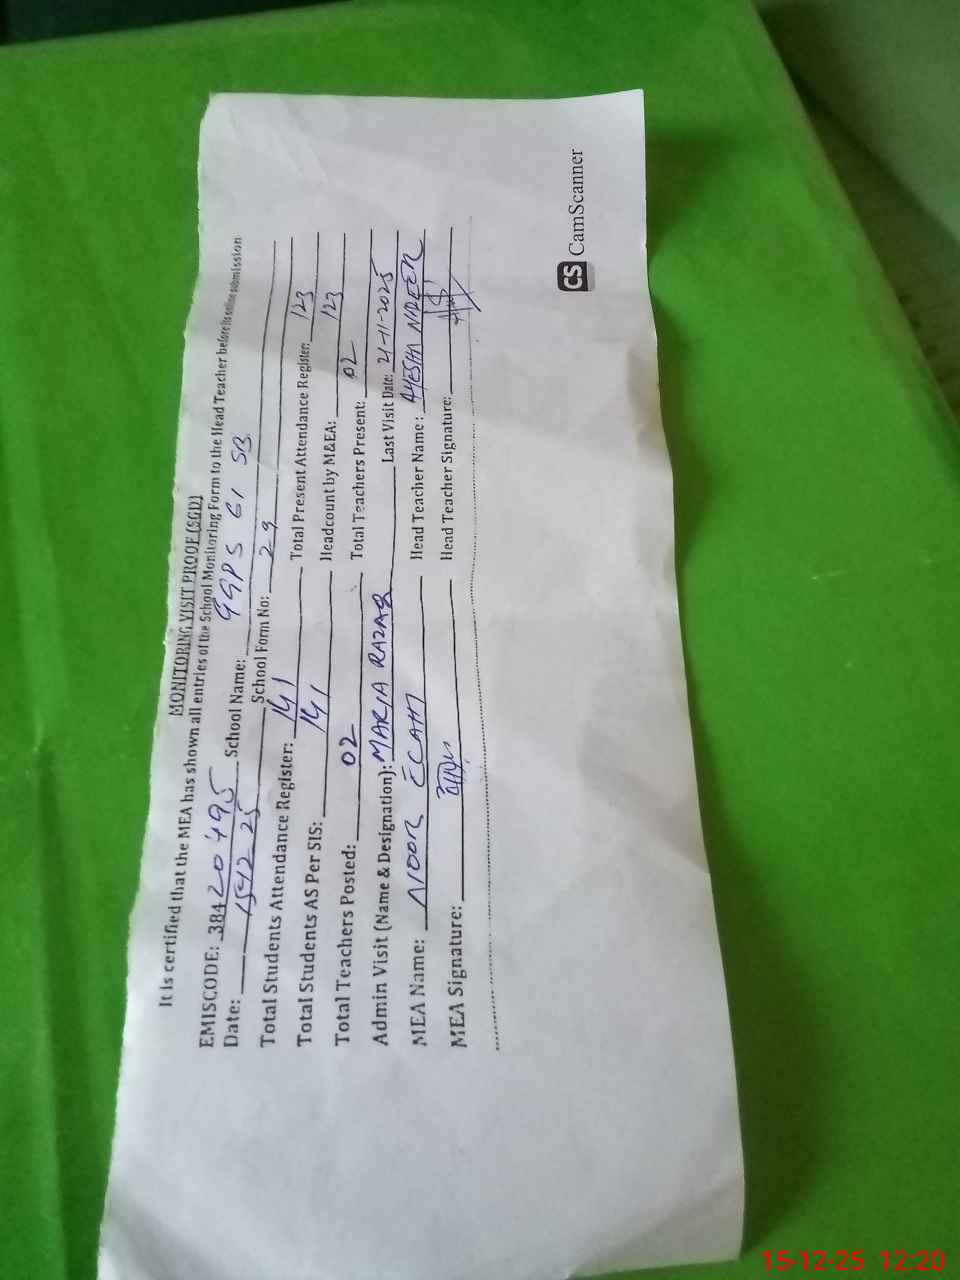 MONITORING VISIT PROOF (SGD)
It is certified that the MEA has shown all entries of the School Monitoring Form to the Head Teacher before its online submission
EMISCODE: 38420495 School Name: GGPS 61 SB
Date: 15-12 25 School Form No: 29
Total Students Attendance Register: 141 Total Present Attendance Register: 123
Total Students AS Per SIS: 141 Headcount by M&EA: 123
Total Teachers Posted: 02 Total Teachers Present: 02
Admin Visit (Name & Designation): MARIA RAZAQ Last Visit Date: 21-11-2025
MEA Name: NOOR Head Teacher Name: AYESHA
MEA Signature: Head Teacher Signature:
CS CamScanner
15-12-25 12:20